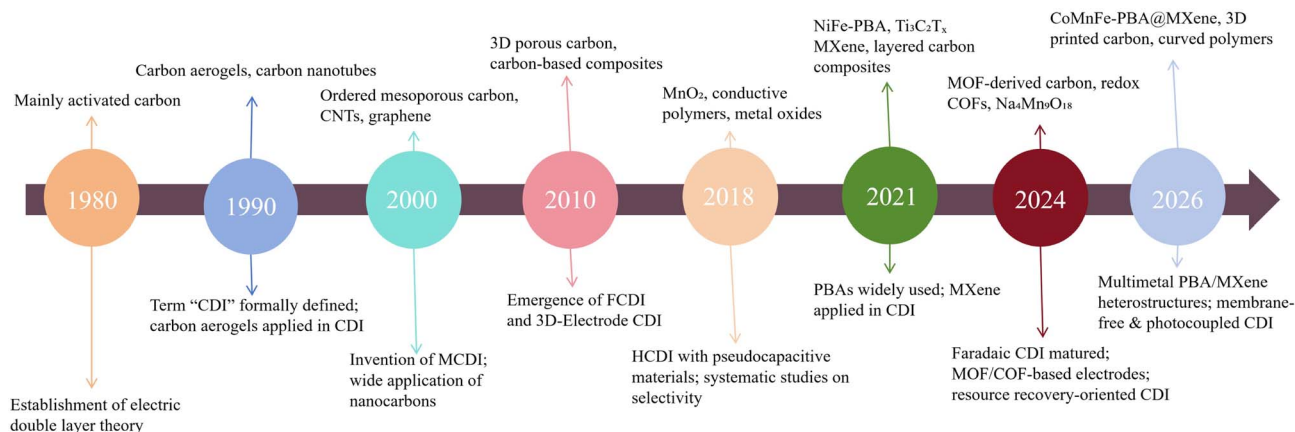 Mainly activated carbon
1980
Establishment of electric
double layer theory
Carbon aerogels, carbon nanotubes
1990
Term “CDI” formally defined;
carbon aerogels applied in CDI
Ordered mesoporous carbon,
CNTs, graphene
2000
Invention of MCDI;
wide application of
nanocarbons
3D porous carbon,
carbon-based composites
2010
Emergence of FCDI
and 3D-Electrode CDI
MnO₂, conductive
polymers, metal oxides
2018
HCDI with pseudocapacitive
materials; systematic studies on
selectivity
NiFe-PBA, Ti₃C₂Tₓ
MXene, layered carbon
composites
2021
PBAs widely used; MXene
applied in CDI
MOF-derived carbon, redox
COFs, Na₄Mn₉O₁₈
2024
Faradaic CDI matured;
MOF/COF-based electrodes;
resource recovery-oriented CDI
CoMnFe-PBA@MXene, 3D
printed carbon, curved polymers
2026
Multimetal PBA/MXene
heterostructures; membrane-
free & photocoupled CDI